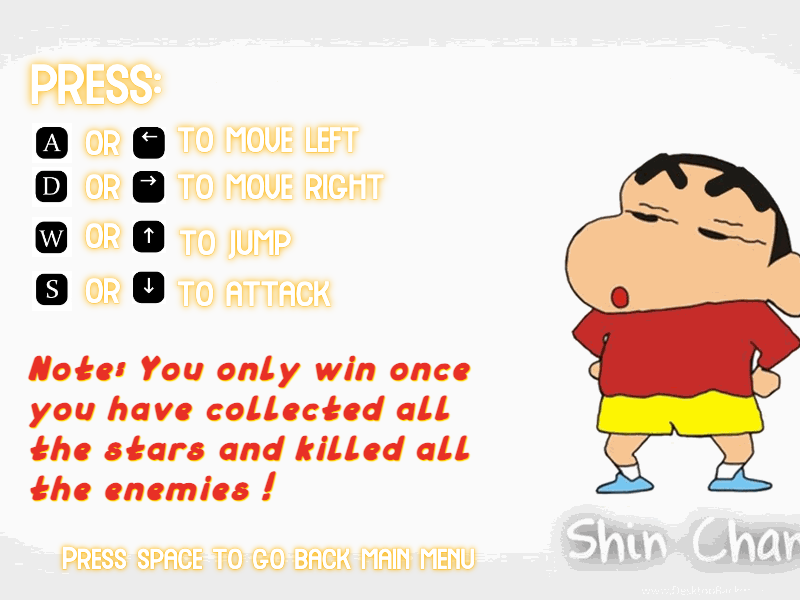 PRESS:
A OR ← TO MOVE LEFT
D OR → TO MOVE RIGHT
W OR ↑ TO JUMP
S OR ↓ TO ATTACK
Note: You only win once
you have collected all
the stars and killed all
the enemies !
PRESS SPACE TO GO BACK MAIN MENU
Shin Chan